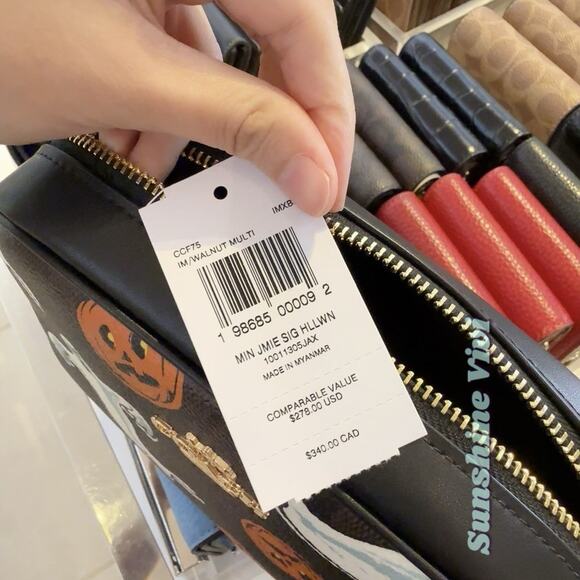 CCF75
IM/WALNUT MULTI
IMXB
1 98685 00009 2
MIN JMIE SIG HLLWN
10011305JAX
MADE IN MYANMAR
COMPARABLE VALUE
$278.00 USD
$340.00 CAD
Sunshine Vivi